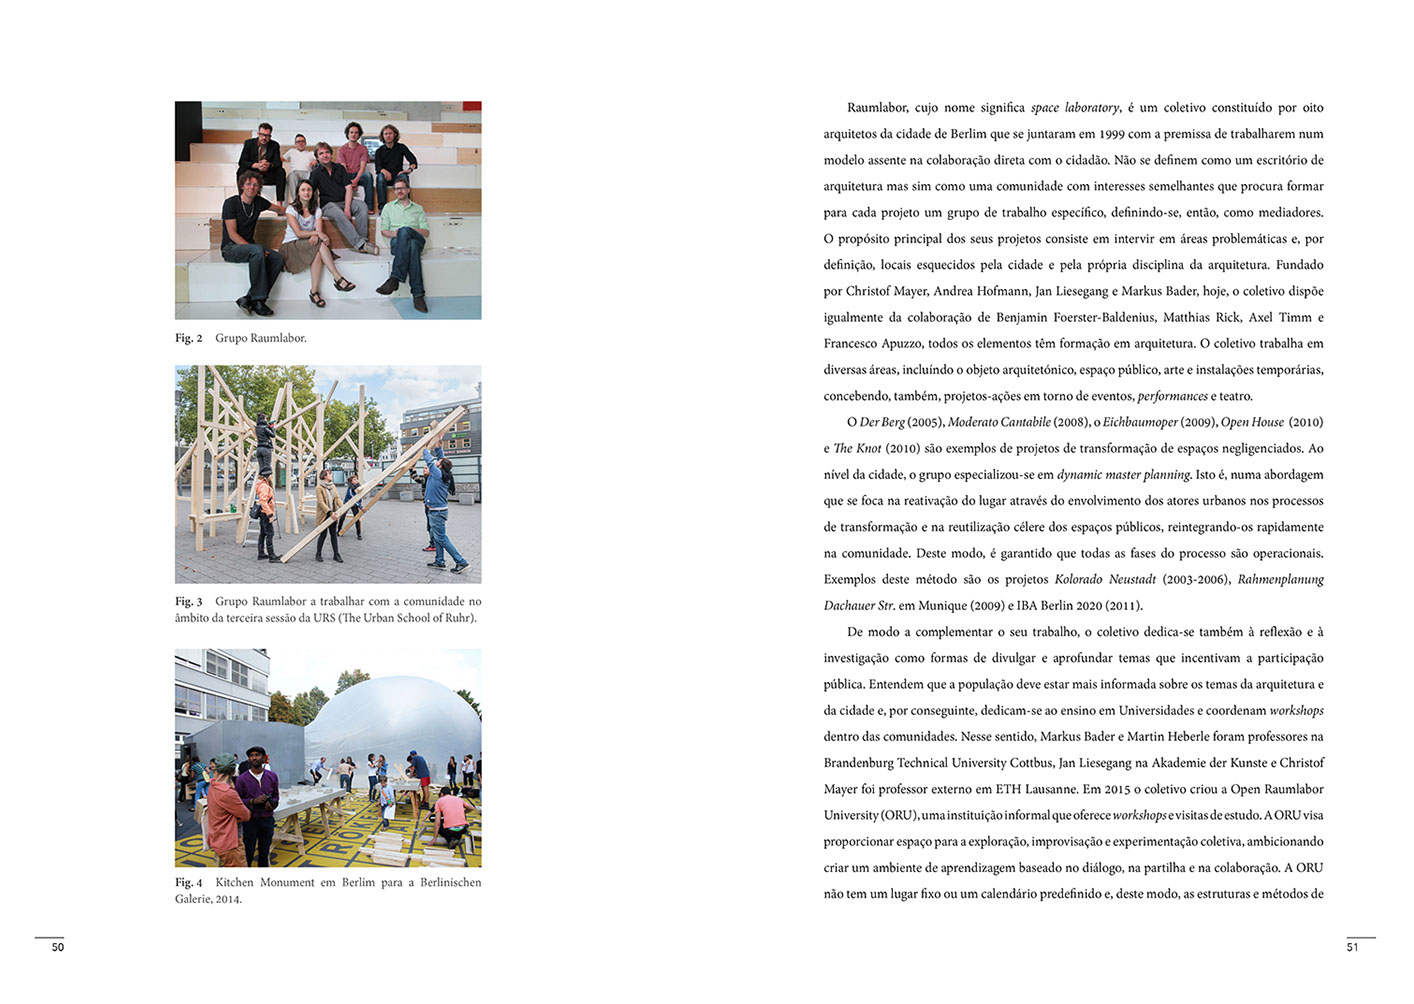 Fig. 2 Grupo Raumlabor.
Fig. 3 Grupo Raumlabor a trabalhar com a comunidade no
âmbito da terceira sessão da URS (The Urban School of Ruhr).
Fig. 4 Kitchen Monument em Berlim para a Berlinischen
Galerie, 2014.
50
Raumlabor, cujo nome significa space laboratory, é um coletivo constituído por oito
arquitetos da cidade de Berlim que se juntaram em 1999 com a premissa de trabalharem num
modelo assente na colaboração direta com o cidadão. Não se definem como um escritório de
arquitetura mas sim como uma comunidade com interesses semelhantes que procura formar
para cada projeto um grupo de trabalho específico, definindo-se, então, como mediadores.
O propósito principal dos seus projetos consiste em intervir em áreas problemáticas e, por
definição, locais esquecidos pela cidade e pela própria disciplina da arquitetura. Fundado
por Christof Mayer, Andrea Hofmann, Jan Liesegang e Markus Bader, hoje, o coletivo dispõe
igualmente da colaboração de Benjamin Foerster-Baldenius, Matthias Rick, Axel Timm e
Francesco Apuzzo, todos os elementos têm formação em arquitetura. O coletivo trabalha em
diversas áreas, incluíndo o objeto arquitetónico, espaço público, arte e instalações temporárias,
concebendo, também, projetos-ações em torno de eventos, performances e teatro.
O Der Berg (2005), Moderato Cantabile (2008), o Eichbaumoper (2009), Open House (2010)
e The Knot (2010) são exemplos de projetos de transformação de espaços negligenciados. Ao
nível da cidade, o grupo especializou-se em dynamic master planning. Isto é, numa abordagem
que se foca na reativação do lugar através do envolvimento dos atores urbanos nos processos
de transformação e na reutilização célere dos espaços públicos, reintegrando-os rapidamente
na comunidade. Deste modo, é garantido que todas as fases do processo são operacionais.
Exemplos deste método são os projetos Kolorado Neustadt (2003-2006), Rahmenplanung
Dachauer Str. em Munique (2009) e IBA Berlin 2020 (2011).
De modo a complementar o seu trabalho, o coletivo dedica-se também à reflexão e à
investigação como formas de divulgar e aprofundar temas que incentivam a participação
pública. Entendem que a população deve estar mais informada sobre os temas da arquitetura e
da cidade e, por conseguinte, dedicam-se ao ensino em Universidades e coordenam workshops
dentro das comunidades. Nesse sentido, Markus Bader e Martin Heberle foram professores na
Brandenburg Technical University Cottbus, Jan Liesegang na Akademie der Kunste e Christof
Mayer foi professor externo em ETH Lausanne. Em 2015 o coletivo criou a Open Raumlabor
University (ORU), uma instituição informal que oferece workshops e visitas de estudo. A ORU visa
proporcionar espaço para a exploração, improvisação e experimentação coletiva, ambicionando
criar um ambiente de aprendizagem baseado no diálogo, na partilha e na colaboração. A ORU
não tem um lugar fixo ou um calendário predefinido e, deste modo, as estruturas e métodos de
51